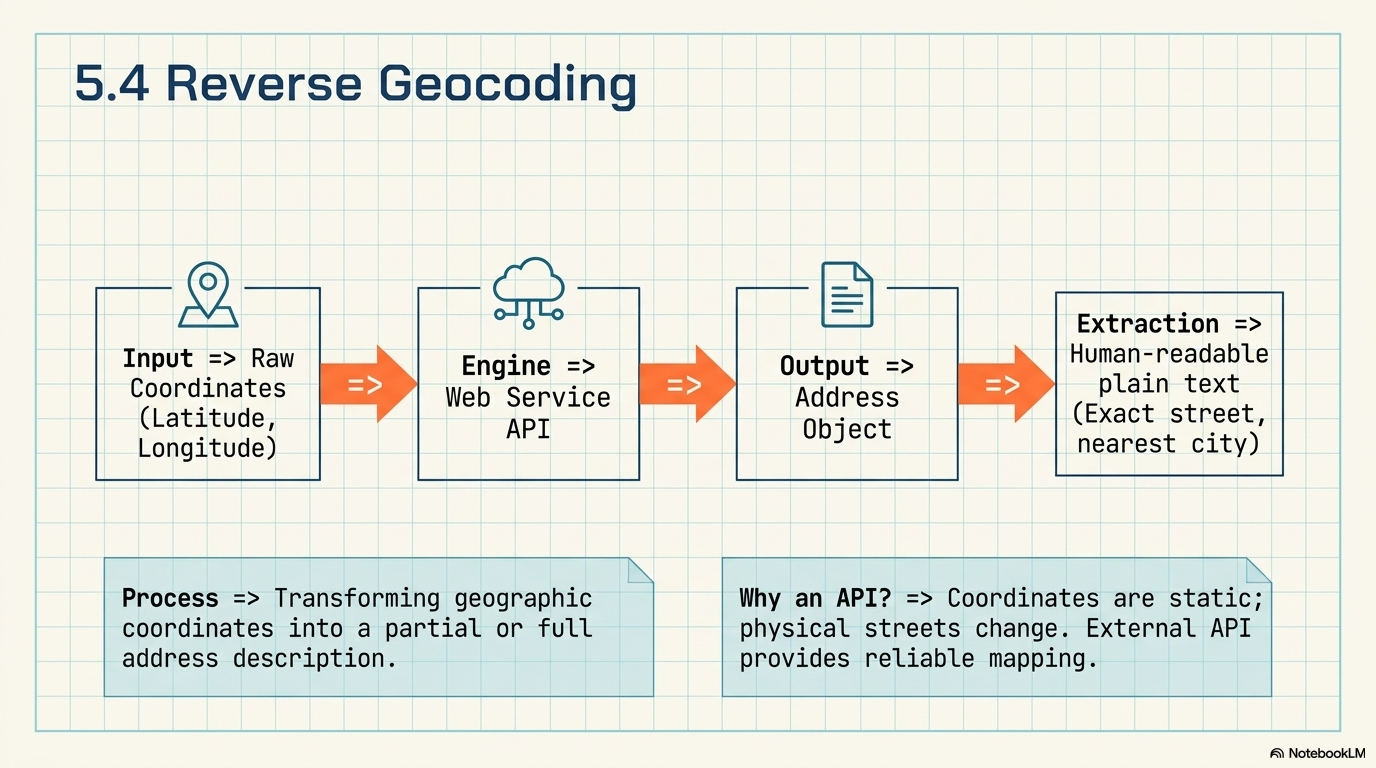 5.4 Reverse Geocoding
Input => Raw
Coordinates
(Latitude,
Longitude)
=>
Engine =>
Web Service
API
=>
Output =>
Address
Object
=>
Extraction =>
Human-readable
plain text
(Exact street,
nearest city)
Process => Transforming geographic
coordinates into a partial or full
address description.
Why an API? => Coordinates are static;
physical streets change. External API
provides reliable mapping.
NotebookLM